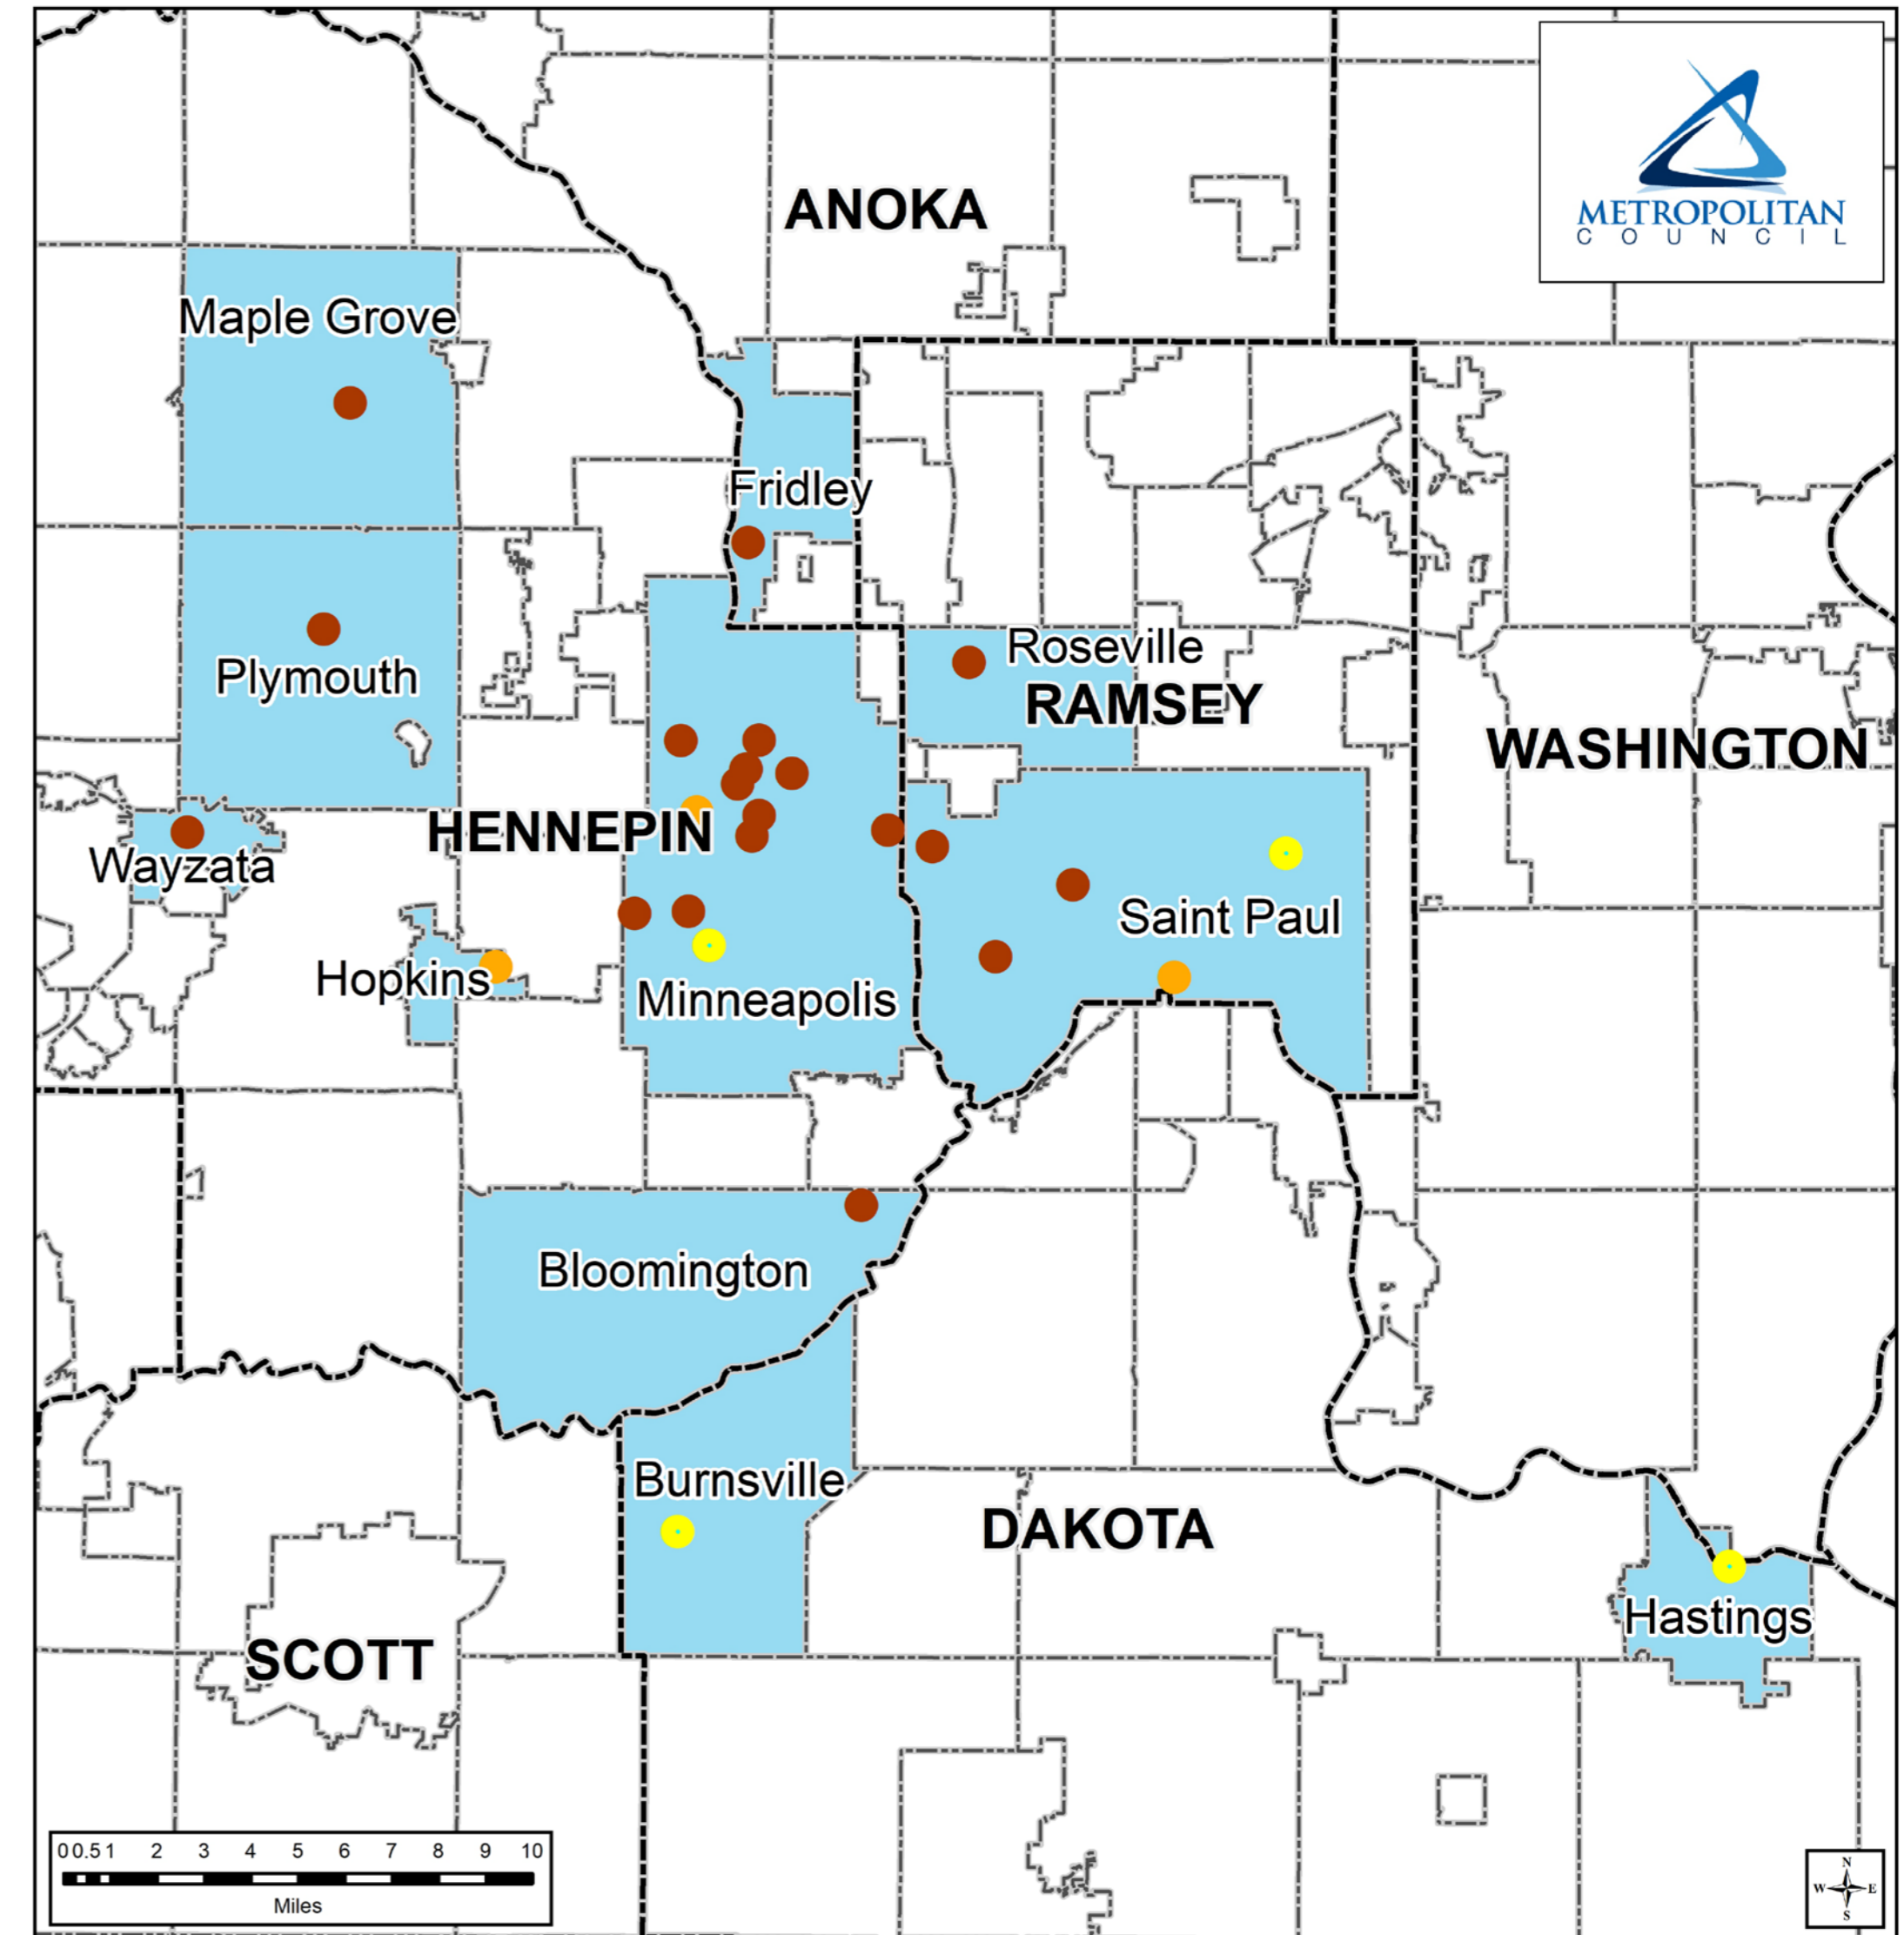 METROPOLITAN
COUNCIL
ANOKA
Maple Grove
Fridley
Roseville
Plymouth
RAMSEY
WASHINGTON
HENNEPIN
Wayzata
Saint Paul
Hopkins
Minneapolis
Bloomington
Burnsville
DAKOTA
Hastings
SCOTT
0 0.5 1 2 3 4 5 6 7 8 9 10
Miles
N
W E
S